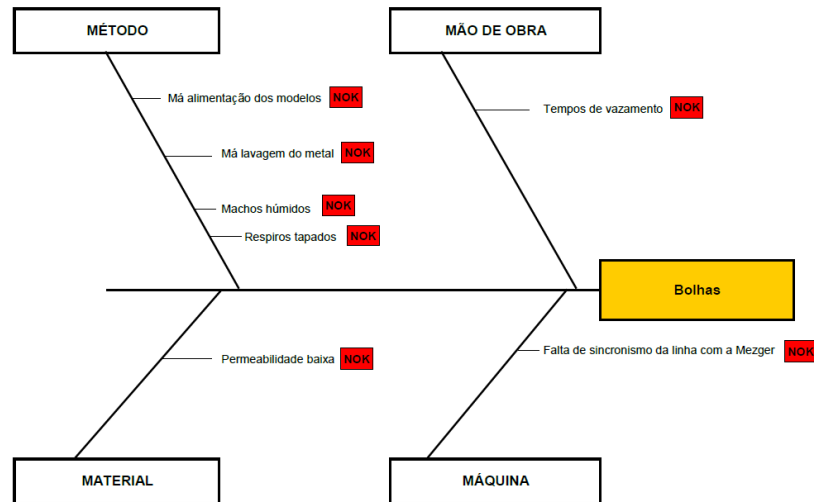 MÉTODO
MÃO DE OBRA
Má alimentação dos modelos NOK
Tempos de vazamento NOK
Má lavagem do metal NOK
Machos húmidos NOK
Respiros tapados NOK
Bolhas
Permeabilidade baixa NOK
Falta de sincronismo da linha com a Mezger NOK
MATERIAL
MÁQUINA